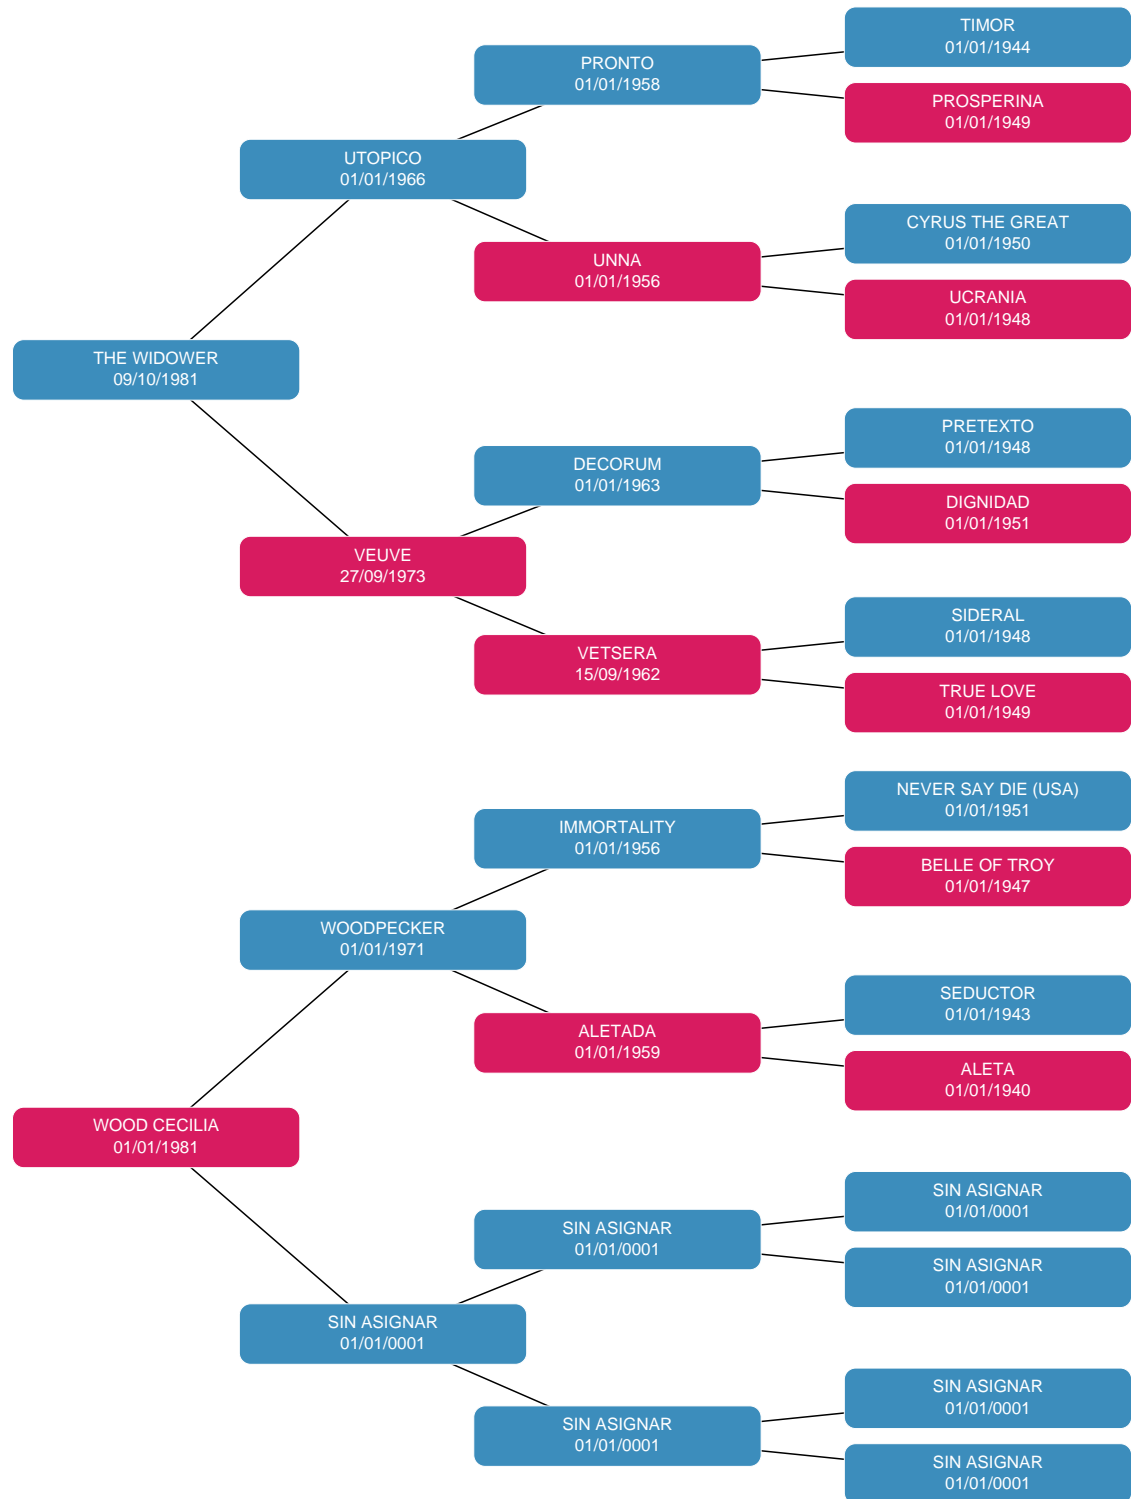 TIMOR
01/01/1944
PRONTO
01/01/1958
PROSPERINA
01/01/1949
UTOPICO
01/01/1966
CYRUS THE GREAT
01/01/1950
UNNA
01/01/1956
UCRANIA
01/01/1948
THE WIDOWER
09/10/1981
PRETEXTO
01/01/1948
DECORUM
01/01/1963
DIGNIDAD
01/01/1951
VEUVE
27/09/1973
SIDERAL
01/01/1948
VETSERA
15/09/1962
TRUE LOVE
01/01/1949
NEVER SAY DIE (USA)
01/01/1951
IMMORTALITY
01/01/1956
BELLE OF TROY
01/01/1947
WOODPECKER
01/01/1971
SEDUCTOR
01/01/1943
ALETADA
01/01/1959
ALETA
01/01/1940
WOOD CECILIA
01/01/1981
SIN ASIGNAR
01/01/0001
SIN ASIGNAR
01/01/0001
SIN ASIGNAR
01/01/0001
SIN ASIGNAR
01/01/0001
SIN ASIGNAR
01/01/0001
SIN ASIGNAR
01/01/0001
SIN ASIGNAR
01/01/0001